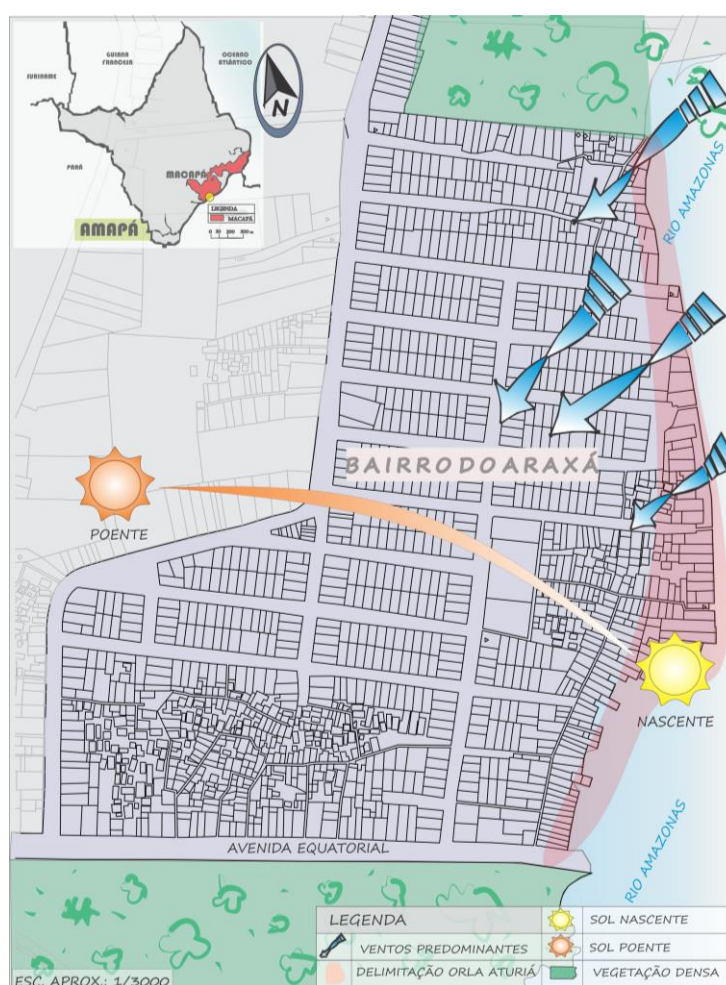 GUIANA
FRANCESA
OCEANO
ATLÂNTICO
SURINAME
PARÁ
MACAPÁ
LEGENDA
MACAPÁ
AMAPÁ
N
RIO AMAZONAS
BAIRRO DO ARAXÁ
POENTE
NASCENTE
AVENIDA EQUATORIAL
RIO AMAZONAS
LEGENDA
SOL NASCENTE
VENTOS PREDOMINANTES
SOL POENTE
DELIMITAÇÃO ORLA ATURIÁ
VEGETAÇÃO DENSA
ESC. APROX.: 1/3000